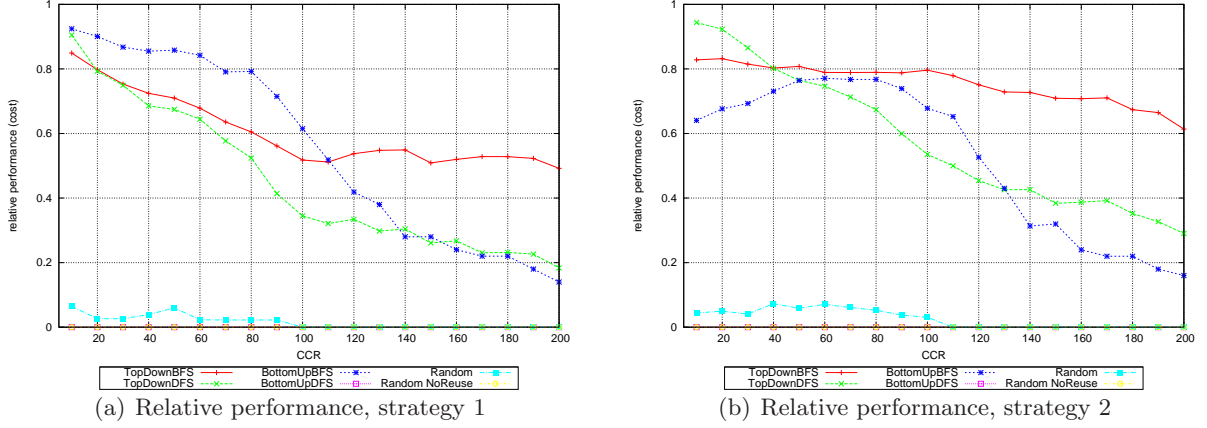 1
0.8
0.6
0.4
0.2
0
relative performance (cost)
20 40 60 80 100 120 140 160 180 200
CCR
TopDownBFS BottomUpBFS Random
TopDownDFS BottomUpDFS Random NoReuse
(a) Relative performance, strategy 1
1
0.8
0.6
0.4
0.2
0
relative performance (cost)
20 40 60 80 100 120 140 160 180 200
CCR
TopDownBFS BottomUpBFS Random
TopDownDFS BottomUpDFS Random NoReuse
(b) Relative performance, strategy 2